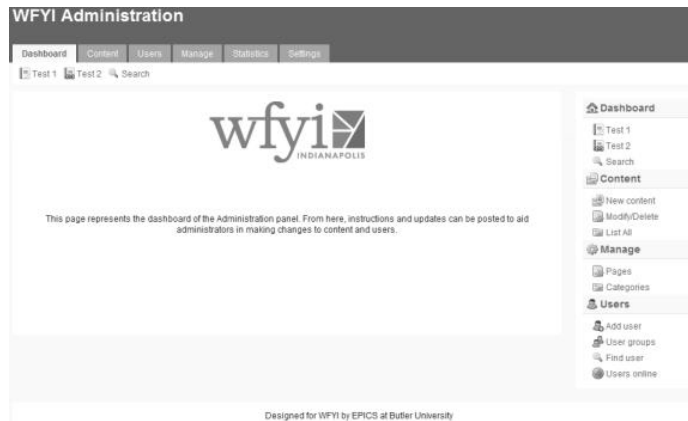 WFYI Administration
Dashboard Content Users Manage Statistics Settings
Test 1 Test 2 Search
wfyi
INDIANAPOLIS
This page represents the dashboard of the Administration panel. From here, instructions and updates can be posted to aid
administrators in making changes to content and users.
Dashboard
Test 1
Test 2
Search
Content
New content
Modify/Delete
List All
Manage
Pages
Categories
Users
Add user
User groups
Find user
Users online
Designed for WFYI by EPICS at Butler University